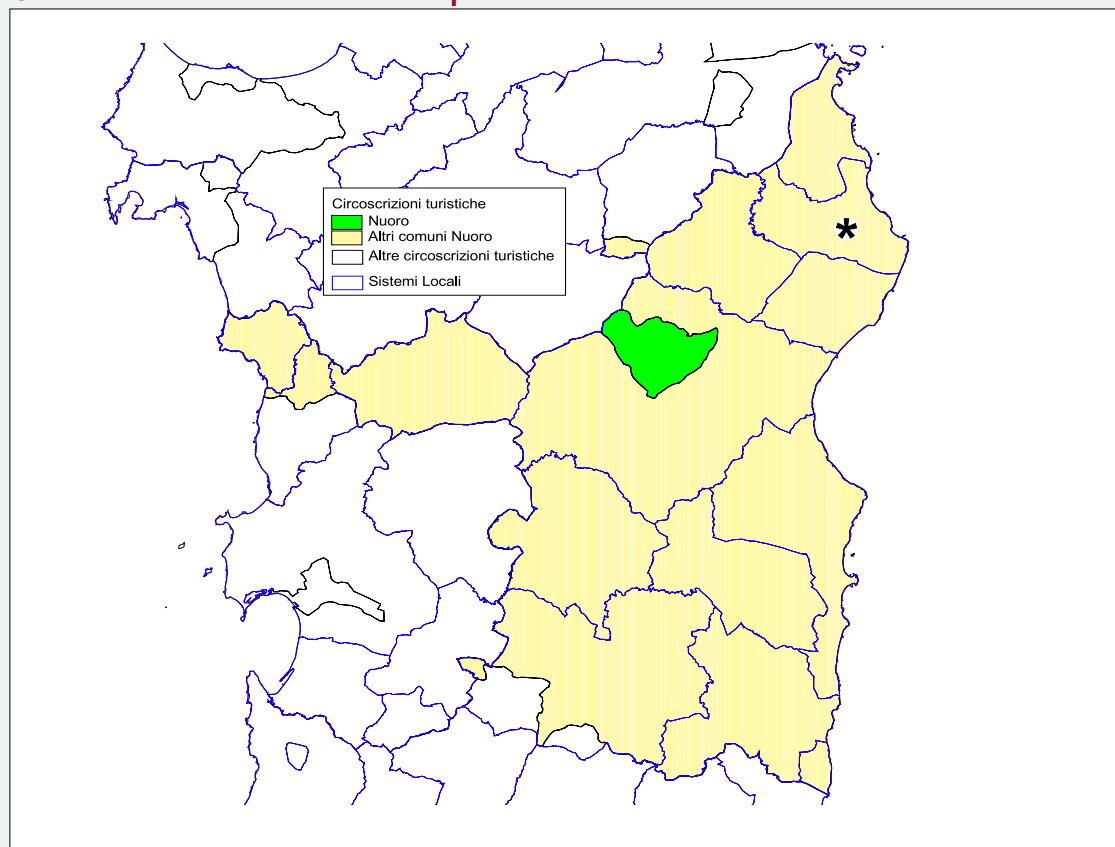 Circoscrizioni turistiche
Nuoro
Altri comuni Nuoro
Altre circoscrizioni turistiche
Sistemi Locali
*